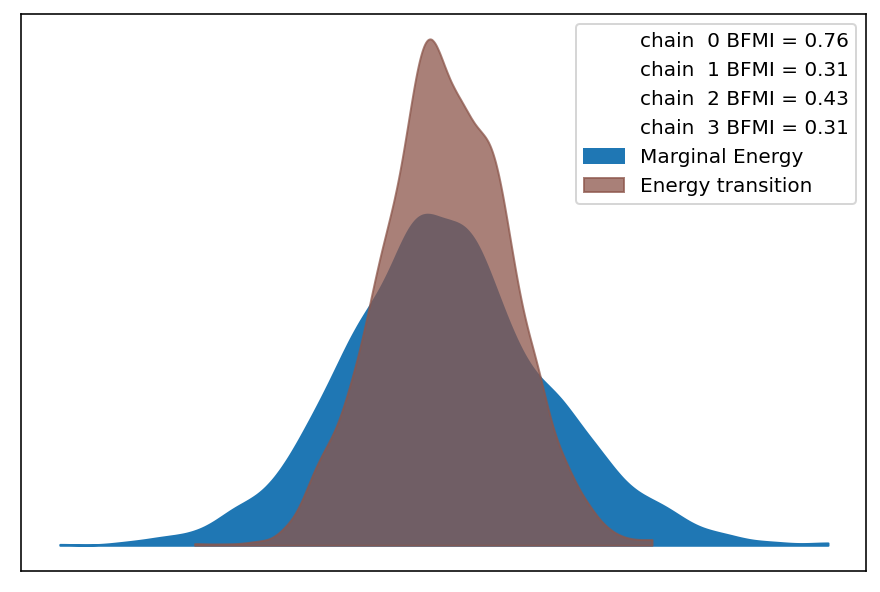 chain  0 BFMI = 0.76
chain  1 BFMI = 0.31
chain  2 BFMI = 0.43
chain  3 BFMI = 0.31
Marginal Energy
Energy transition